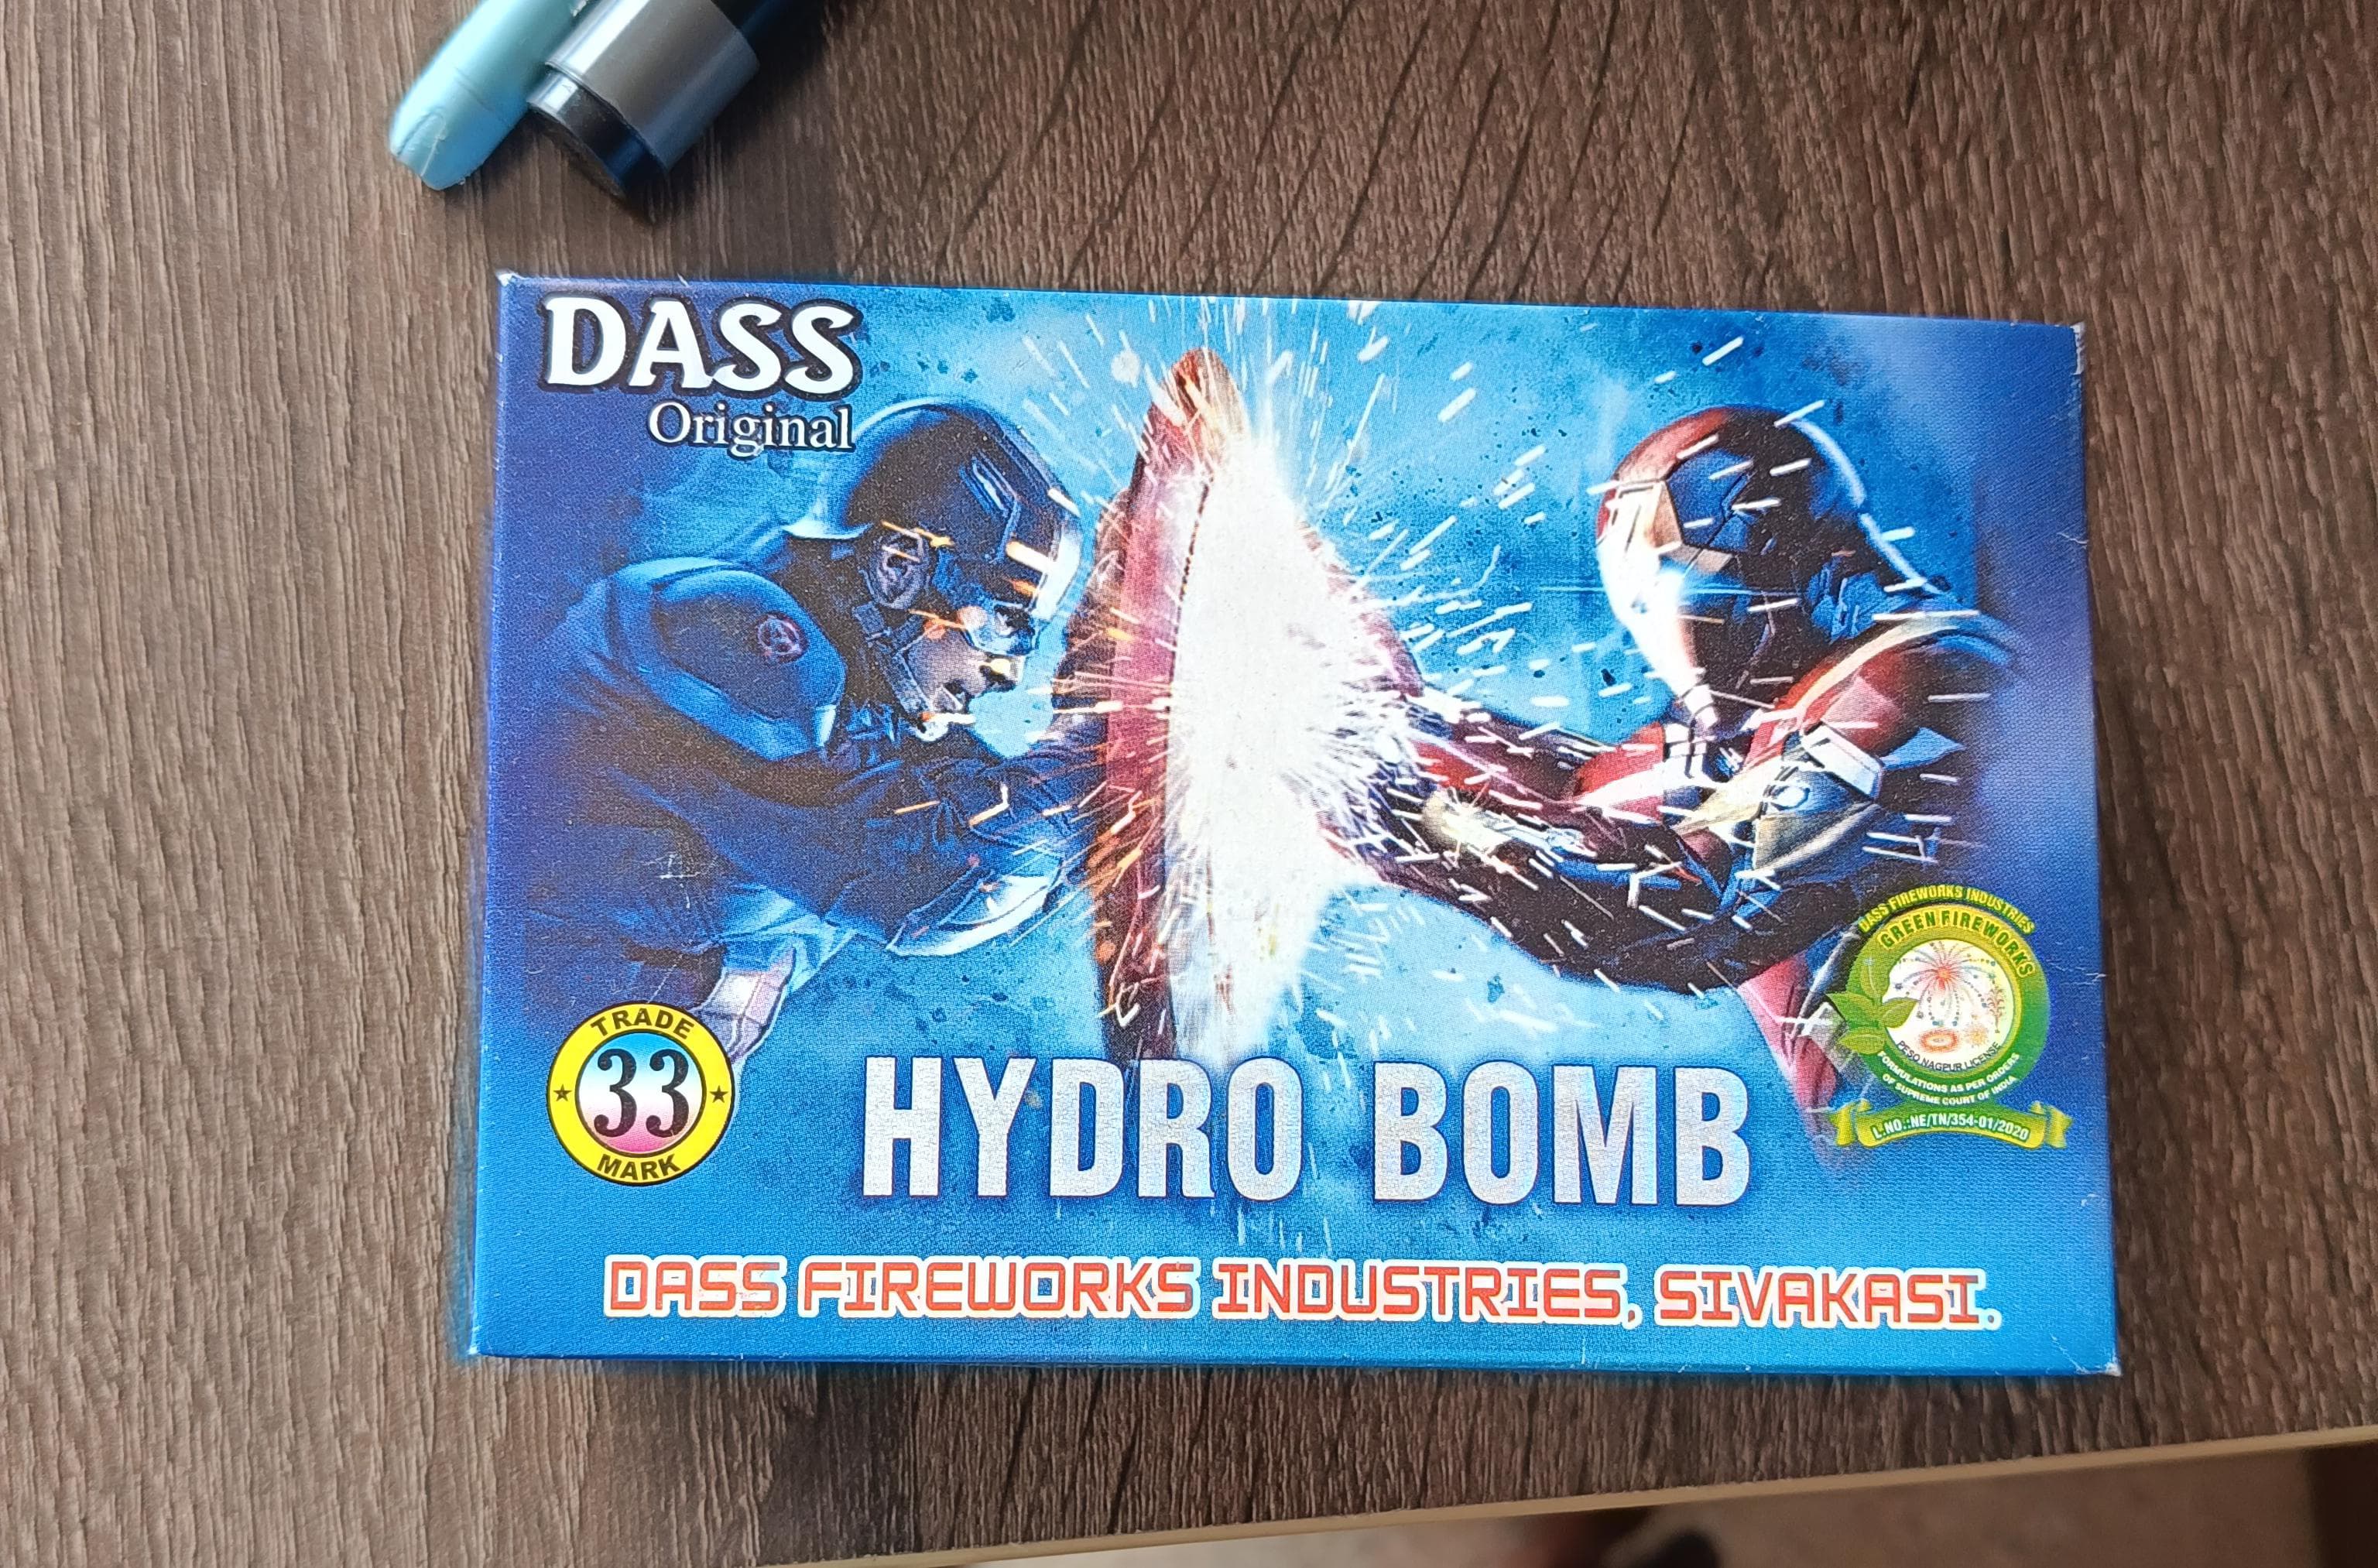 DASS
Original
TRADE
33
MARK
HYDRO BOMB
DASS FIREWORKS INDUSTRIES
GREEN FIREWORKS
PESO,NAGPUR LICENSE
FORMULATIONS AS PER ORDERS
OF SUPREME COURT OF INDIA
L.NO.:NE/TN/354-01/2020
DASS FIREWORKS INDUSTRIES, SIVAKASI.